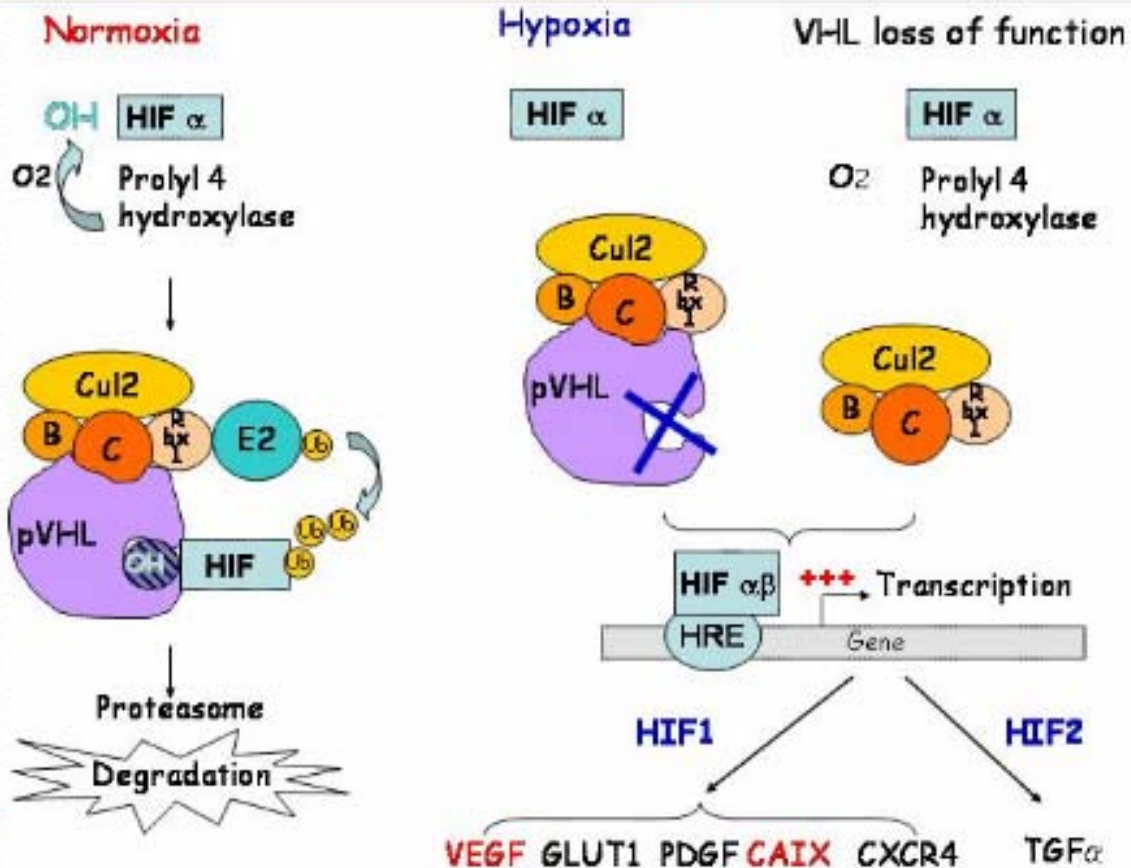 Normoxia
OH HIF α
O2 Prolyl 4
hydroxylase
Cul2
B C Rbx1 E2 Ub
pVHL
OH HIF Ub Ub Ub
Proteasome
Degradation
Hypoxia
HIF α
Cul2
B C Rbx1
pVHL
VHL loss of function
HIF α
O2 Prolyl 4
hydroxylase
Cul2
B C Rbx1
HIF αβ +++ Transcription
HRE Gene
HIF1 HIF2
VEGF GLUT1 PDGF CAIX CXCR4 TGFα